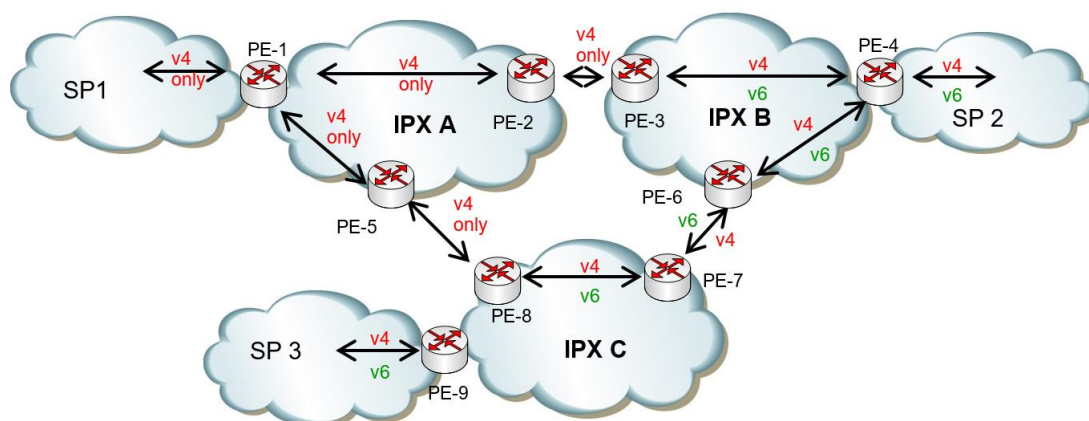 SP1
v4
only
PE-1
v4
only
IPX A
PE-2
v4
only
PE-3
v4
v6
IPX B
PE-4
v4
v6
SP 2
v4
only
PE-5
v4
v6
PE-6
v4
only
v6
v4
PE-7
PE-8
v4
v6
IPX C
SP 3
v4
v6
PE-9